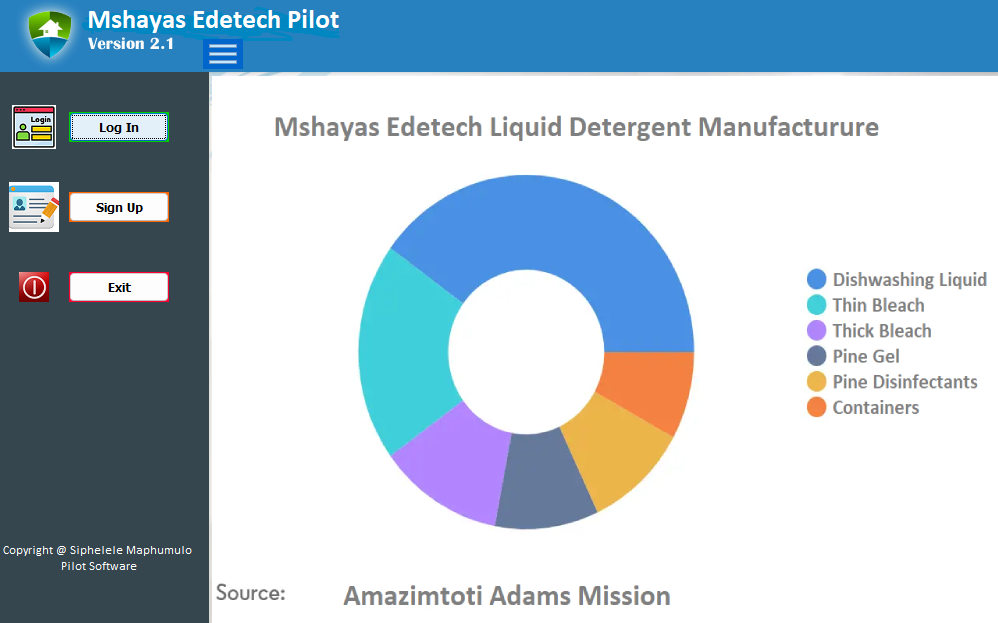 Mshayas Edetech Pilot
Version 2.1
Login
Log In
Sign Up
Exit
Copyright @ Siphelele Maphumulo
Pilot Software
Mshayas Edetech Liquid Detergent Manufacturure
Dishwashing Liquid
Thin Bleach
Thick Bleach
Pine Gel
Pine Disinfectants
Containers
Source: Amazimtoti Adams Mission